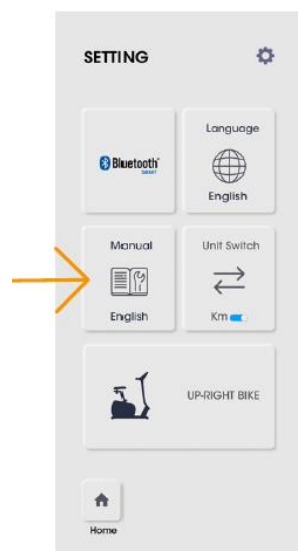 SETTING
Bluetooth
SMART
Language
English
Manual
English
Unit Switch
Km
UP-RIGHT BIKE
Home